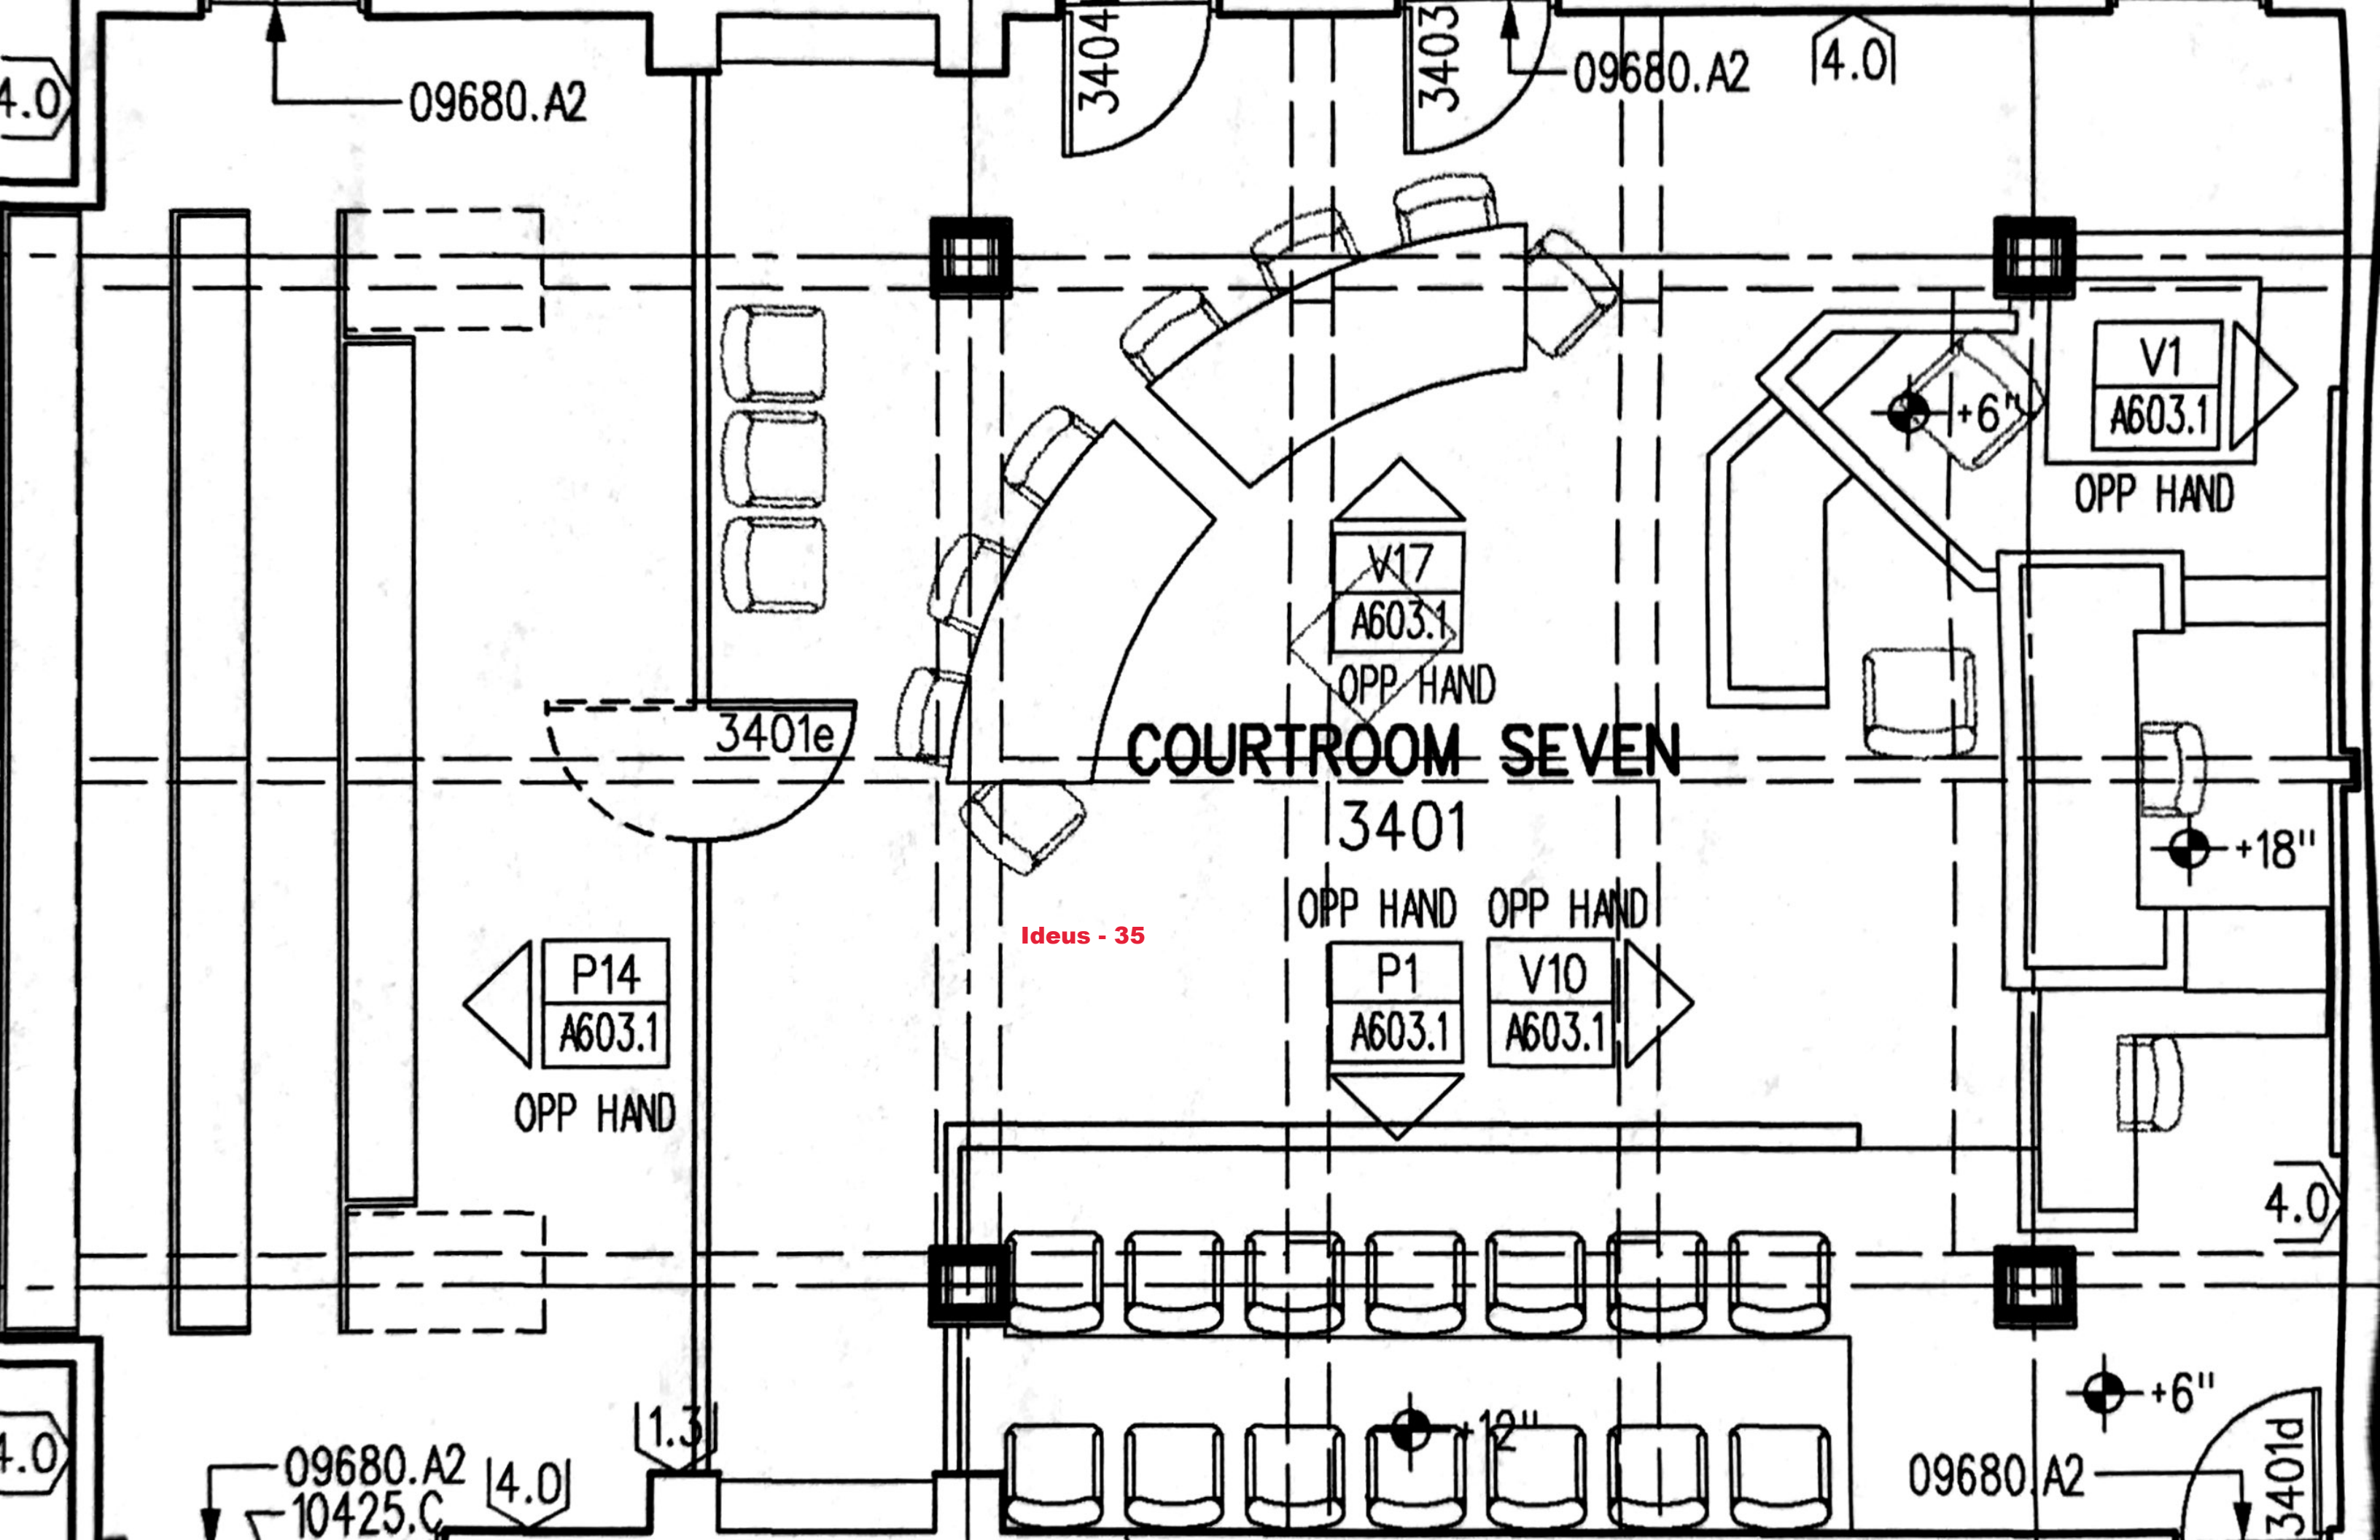 3404
3403
09680.A2
4.0
4.0
09680.A2
V1
A603.1
+6"
OPP HAND
V17
A603.1
OPP HAND
3401e
COURTROOM SEVEN
3401
+18"
OPP HAND
OPP HAND
Ideus - 35
P14
A603.1
P1
A603.1
V10
A603.1
OPP HAND
4.0
+6"
1.3
+12"
4.0
09680.A2
4.0
09680.A2
3401d
10425.C